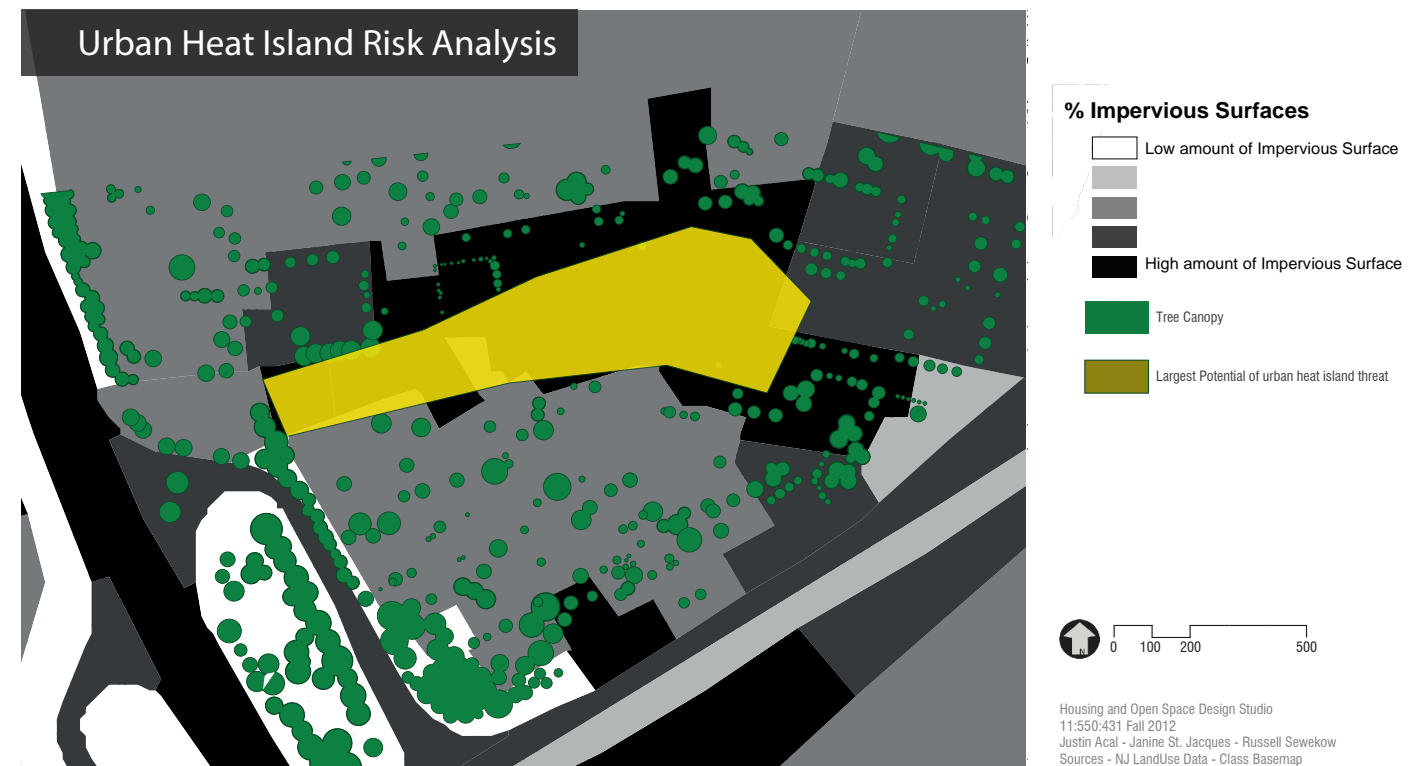 Urban Heat Island Risk Analysis
% Impervious Surfaces
Low amount of Impervious Surface
High amount of Impervious Surface
Tree Canopy
Largest Potential of urban heat island threat
N
0 100 200 500
Housing and Open Space Design Studio
11:550:431 Fall 2012
Justin Acal - Janine St. Jacques - Russell Sewekow
Sources - NJ LandUse Data - Class Basemap